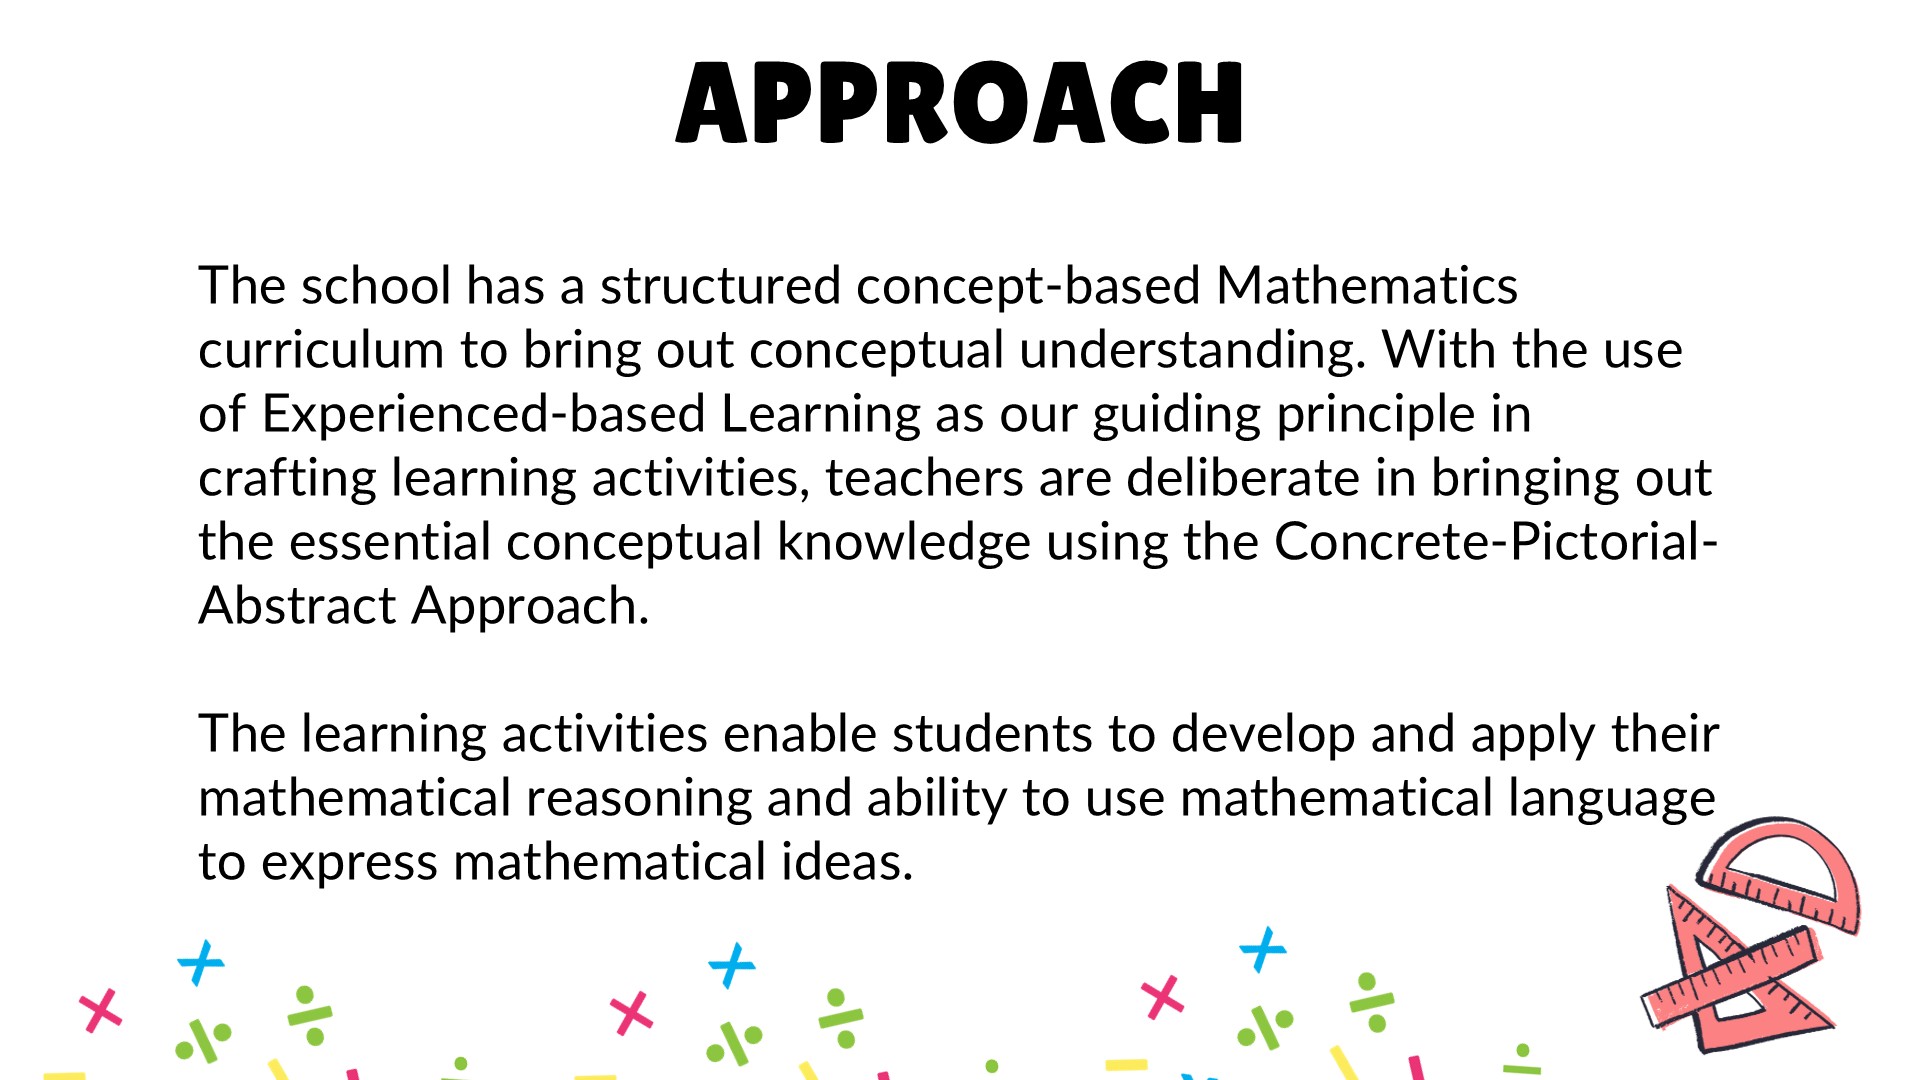 APPROACH
The school has a structured concept-based Mathematics
curriculum to bring out conceptual understanding. With the use
of Experienced-based Learning as our guiding principle in
crafting learning activities, teachers are deliberate in bringing out
the essential conceptual knowledge using the Concrete-Pictorial-
Abstract Approach.
The learning activities enable students to develop and apply their
mathematical reasoning and ability to use mathematical language
to express mathematical ideas.